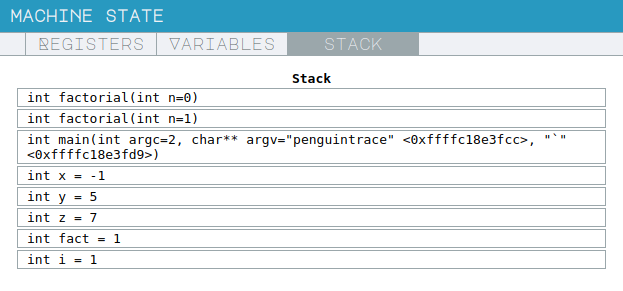 MACHINE STATE
REGISTERS VARIABLES STACK
Stack
int factorial(int n=0)
int factorial(int n=1)
int main(int argc=2, char** argv="penguintrace" <0xffffc18e3fcc>, "`"
<0xffffc18e3fd9>)
int x = -1
int y = 5
int z = 7
int fact = 1
int i = 1